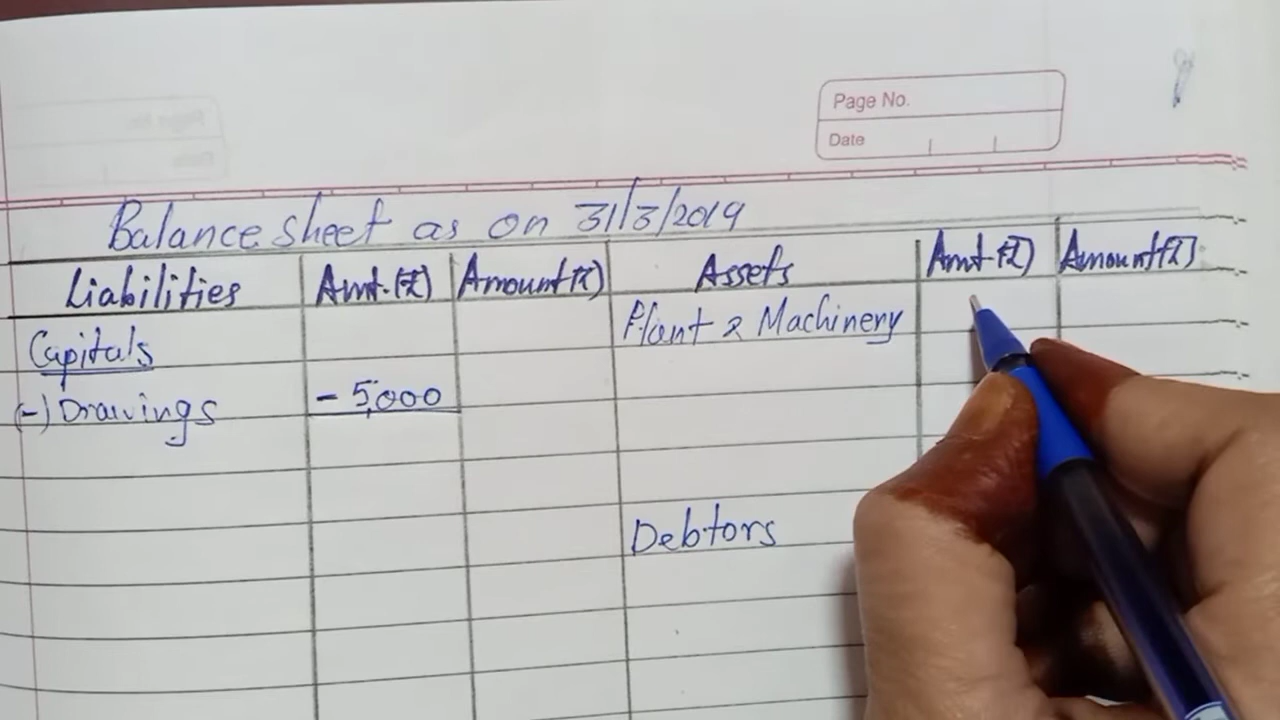 Page No.
Date
Balance sheet as on 31/3/2019
Liabilities Amt.(₹) Amount(₹) Assets Amt.(₹) Amount(₹)
Capitals Plant & Machinery
(-) Drawings - 5,000
Debtors